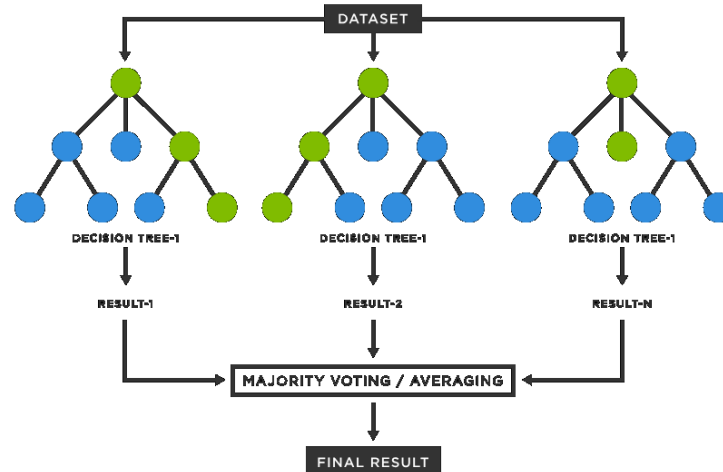 DATASET
DECISION TREE-1
DECISION TREE-1
DECISION TREE-1
RESULT-1
RESULT-2
RESULT-N
MAJORITY VOTING / AVERAGING
FINAL RESULT